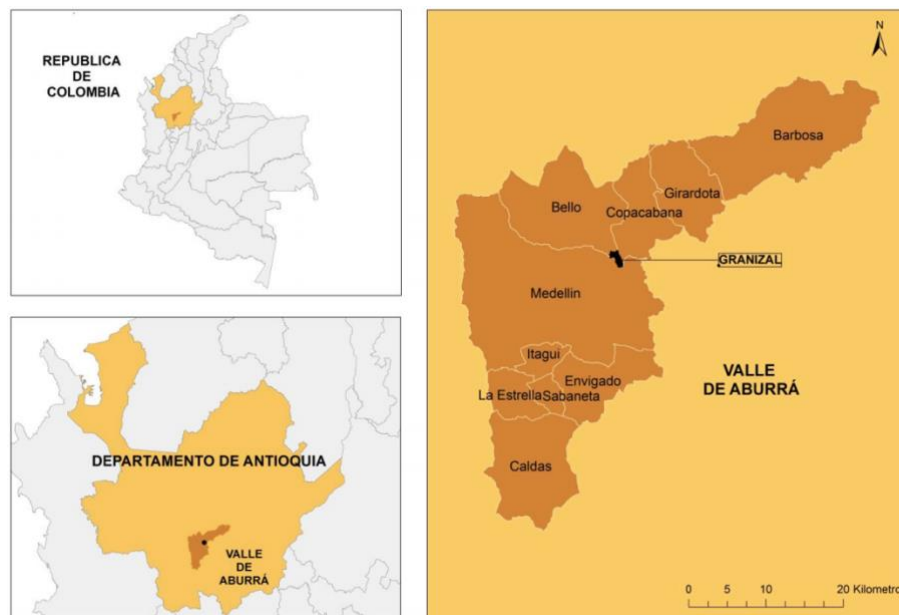 REPUBLICA
DE
COLOMBIA
DEPARTAMENTO DE ANTIOQUIA
VALLE
DE ABURRÁ
N
Barbosa
Girardota
Bello
Copacabana
GRANIZAL
Medellin
Itagui
Envigado
La Estrella
Sabaneta
VALLE
DE ABURRÁ
Caldas
0 5 10 20 Kilometro